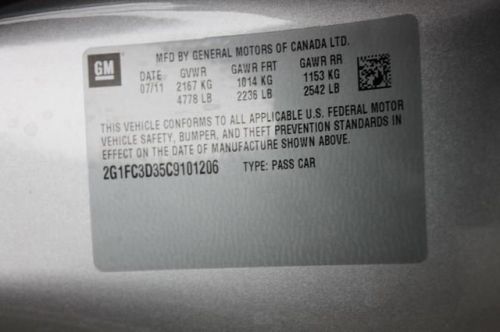 MFD BY GENERAL MOTORS OF CANADA LTD.
GM
DATE GVWR GAWR FRT GAWR RR
07/11 2167 KG 1014 KG 1153 KG
4778 LB 2236 LB 2542 LB
THIS VEHICLE CONFORMS TO ALL APPLICABLE U.S. FEDERAL MOTOR
VEHICLE SAFETY, BUMPER, AND THEFT PREVENTION STANDARDS IN
EFFECT ON THE DATE OF MANUFACTURE SHOWN ABOVE.
2G1FC3D35C9101206 TYPE: PASS CAR